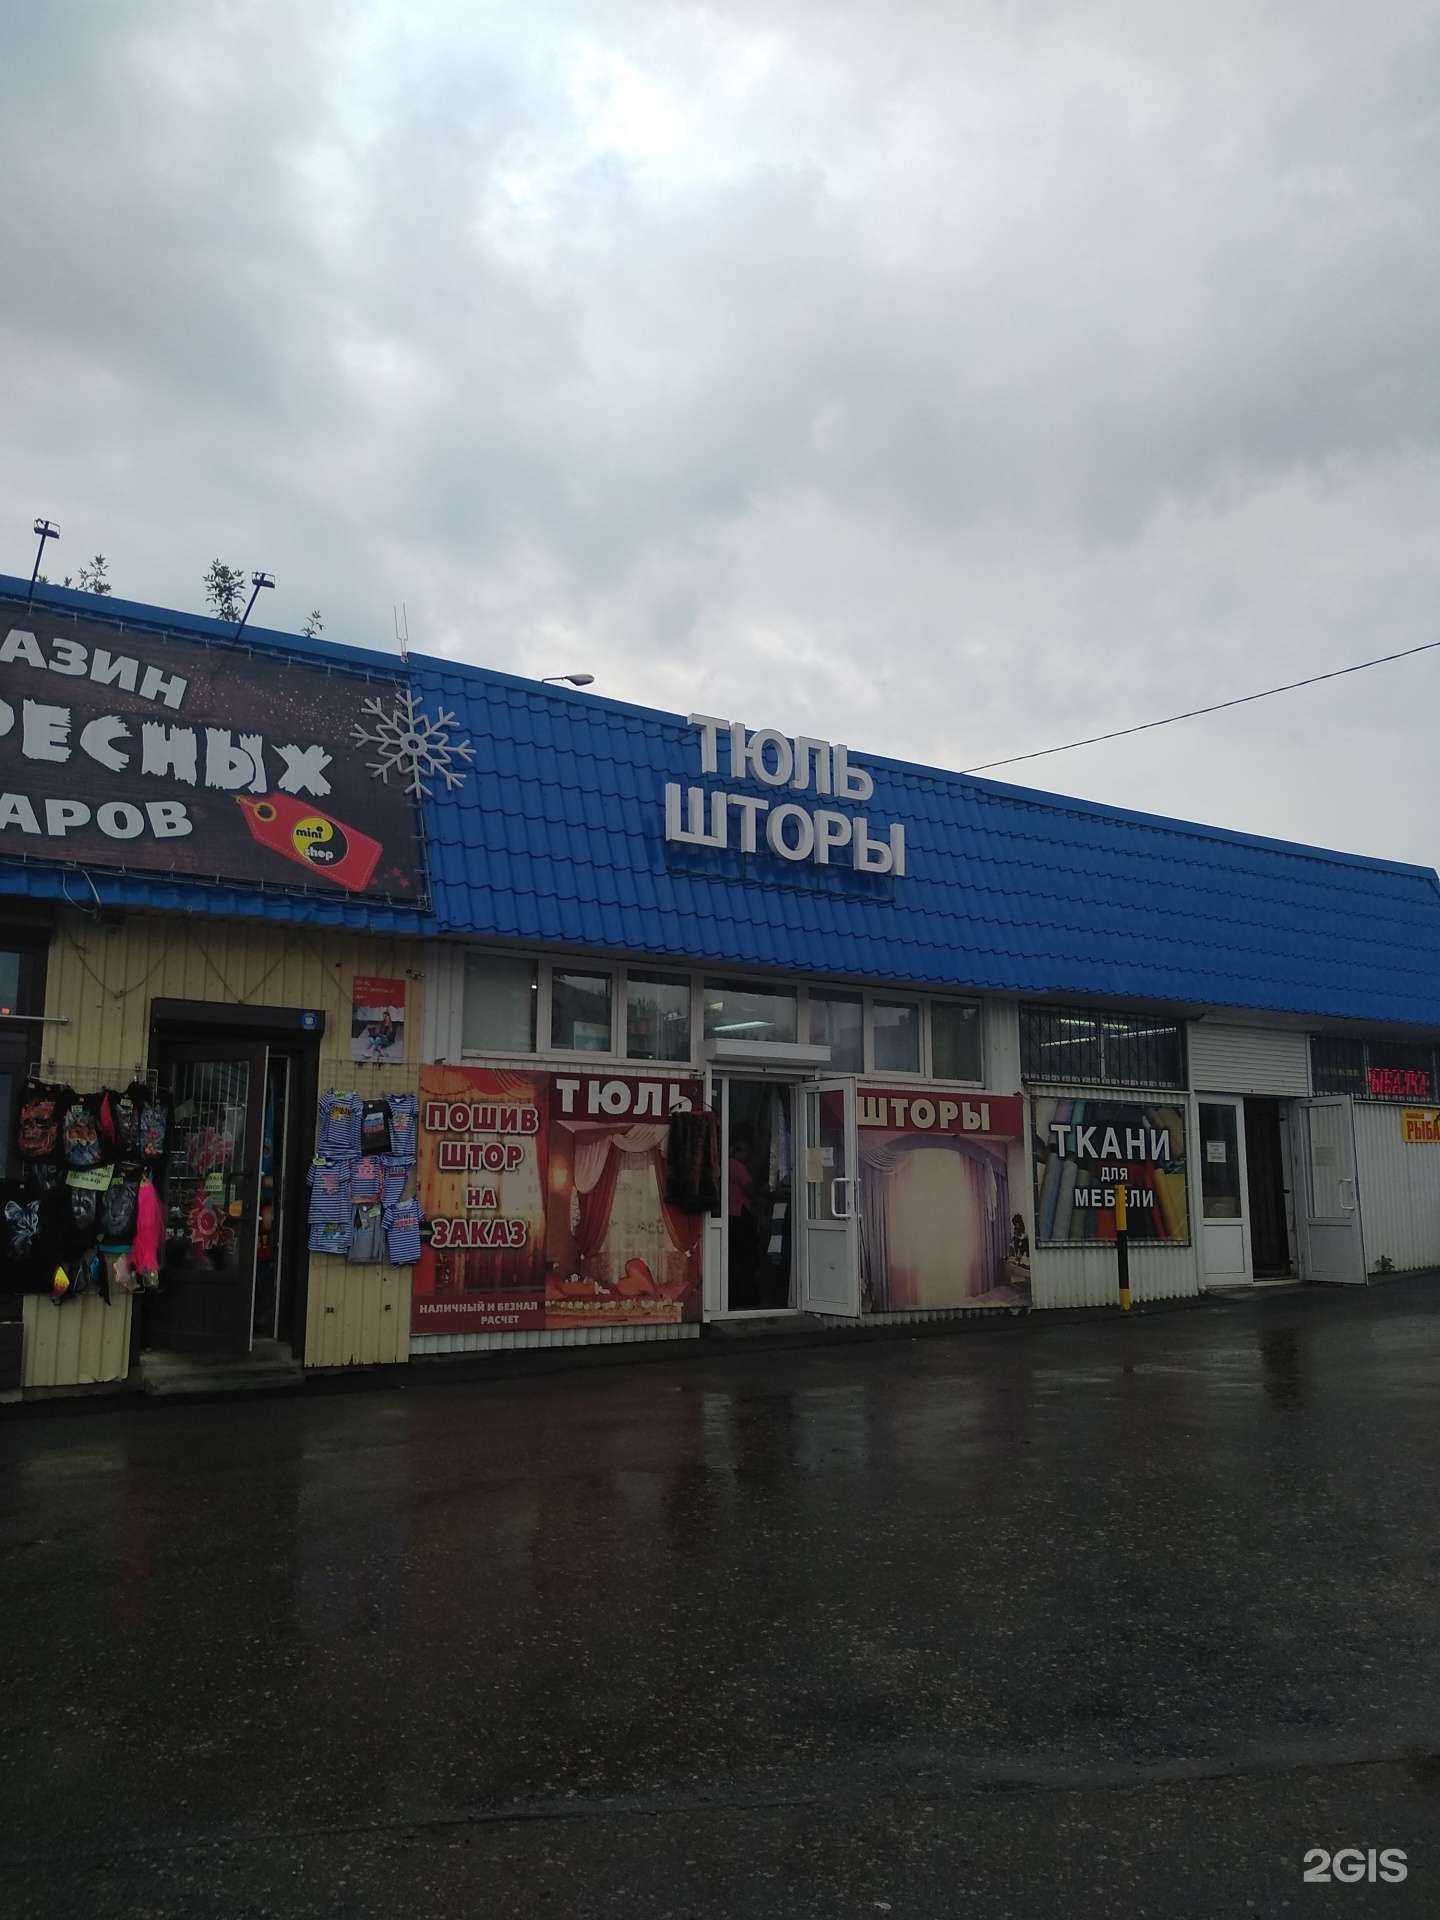 АЗИН
РЕСНЫХ
АРОВ
mini
shop
ТЮЛЬ
ШТОРЫ
ПОШИВ
ШТОР
НА
ЗАКАЗ
НАЛИЧНЫЙ И БЕЗНАЛ
РАСЧЕТ
ТЮЛЬ
ШТОРЫ
ТКАНИ
ДЛЯ
МЕБЕЛИ
ЫБАЛКА
РЫБА
2GIS